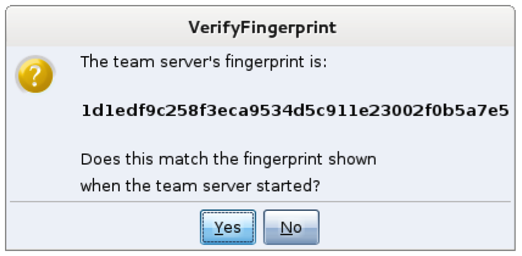 VerifyFingerprint
The team server's fingerprint is:
1d1edf9c258f3eca9534d5c911e23002f0b5a7e5
Does this match the fingerprint shown
when the team server started?
Yes No